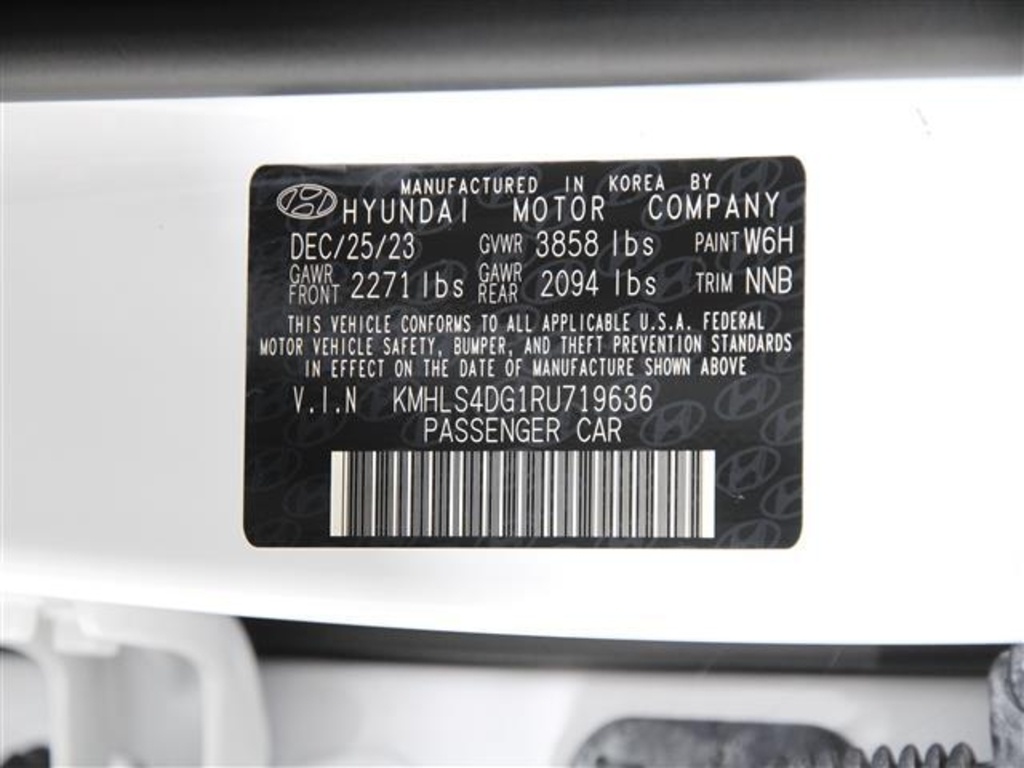 MANUFACTURED IN KOREA BY
HYUNDAI MOTOR COMPANY
DEC/25/23 GVWR 3858 lbs PAINT W6H
GAWR FRONT 2271 lbs GAWR REAR 2094 lbs TRIM NNB
THIS VEHICLE CONFORMS TO ALL APPLICABLE U.S.A. FEDERAL
MOTOR VEHICLE SAFETY, BUMPER, AND THEFT PREVENTION STANDARDS
IN EFFECT ON THE DATE OF MANUFACTURE SHOWN ABOVE
V.I.N KMHLS4DG1RU719636
PASSENGER CAR